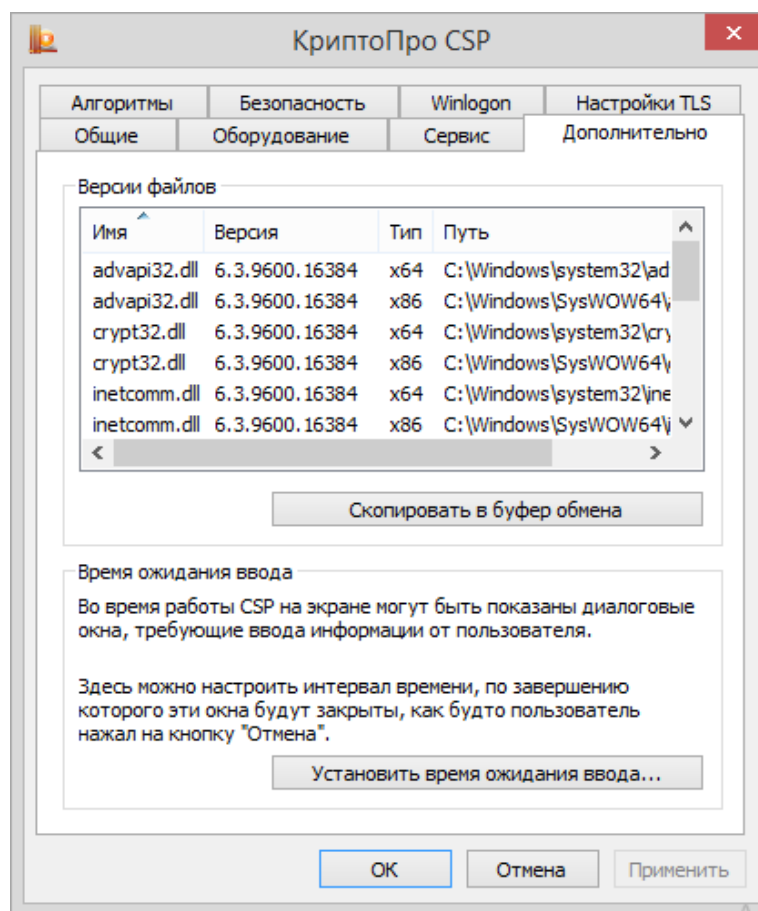 КриптоПро CSP
Алгоритмы Безопасность Winlogon Настройки TLS
Общие Оборудование Сервис Дополнительно
Версии файлов
Имя Версия Тип Путь
advapi32.dll 6.3.9600.16384 x64 C:\Windows\system32\ad
advapi32.dll 6.3.9600.16384 x86 C:\Windows\SysWOW64\
crypt32.dll 6.3.9600.16384 x64 C:\Windows\system32\cry
crypt32.dll 6.3.9600.16384 x86 C:\Windows\SysWOW64\
inetcomm.dll 6.3.9600.16384 x64 C:\Windows\system32\ine
inetcomm.dll 6.3.9600.16384 x86 C:\Windows\SysWOW64\i
Скопировать в буфер обмена
Время ожидания ввода
Во время работы CSP на экране могут быть показаны диалоговые
окна, требующие ввода информации от пользователя.
Здесь можно настроить интервал времени, по завершению
которого эти окна будут закрыты, как будто пользователь
нажал на кнопку "Отмена".
Установить время ожидания ввода...
ОК Отмена Применить